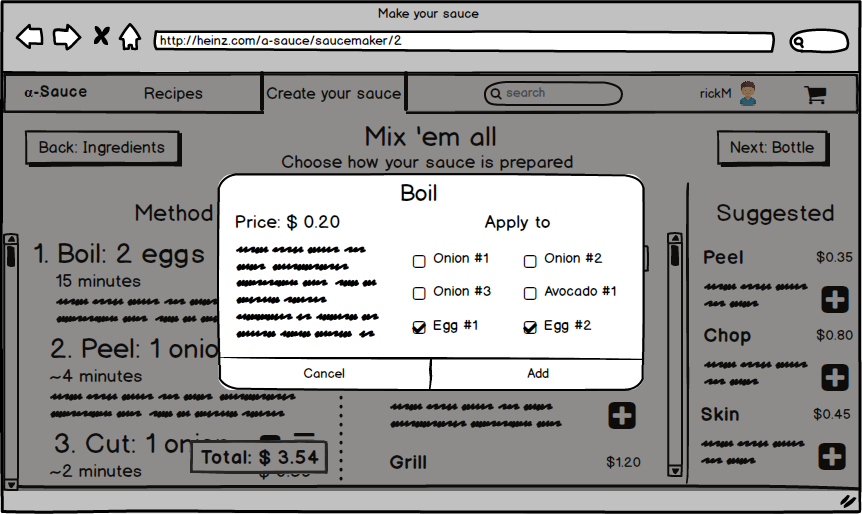 Make your sauce
http://heinz.com/a-sauce/saucemaker/2
α-Sauce
Recipes
Create your sauce
search
rickM
Back: Ingredients
Mix 'em all
Choose how your sauce is prepared
Next: Bottle
Method
1. Boil: 2 eggs
15 minutes
2. Peel: 1 onio
~4 minutes
3. Cut: 1 onion
~2 minutes
Total: $ 3.54
Boil
Price: $ 0.20
Apply to
Onion #1
Onion #2
Onion #3
Avocado #1
Egg #1
Egg #2
Cancel
Add
Grill
$1.20
Suggested
Peel
$0.35
Chop
$0.80
Skin
$0.45